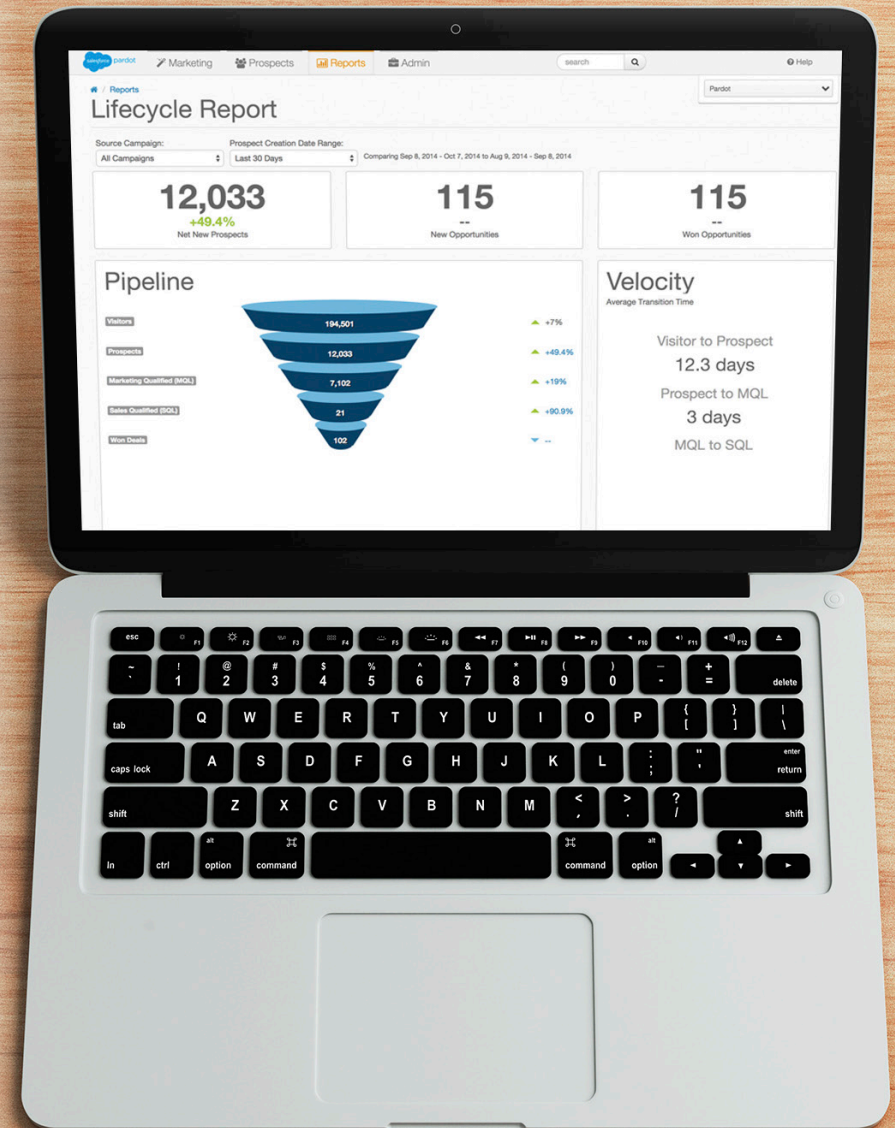 salesforce pardot Marketing Prospects Reports Admin search Help
/ Reports
Pardot
Lifecycle Report
Source Campaign: Prospect Creation Date Range:
All Campaigns Last 30 Days Comparing Sep 8, 2014 - Oct 7, 2014 to Aug 9, 2014 - Sep 8, 2014
12,033
+49.4%
Net New Prospects
115
--
New Opportunities
115
--
Won Opportunities
Pipeline
Visitors 194,501 +7%
Prospects 12,033 +49.4%
Marketing Qualified (MQL) 7,102 +19%
Sales Qualified (SQL) 21 +90.9%
Won Deals 102 --
Velocity
Average Transition Time
Visitor to Prospect
12.3 days
Prospect to MQL
3 days
MQL to SQL
esc F1 F2 F3 F4 F5 F6 F7 F8 F9 F10 F11 F12
~ ! @ # $ % ^ & * ( ) — +
` 1 2 3 4 5 6 7 8 9 0 - = delete
tab Q W E R T Y U I O P { [ } ] | \
caps lock A S D F G H J K L : ; " ' enter return
shift Z X C V B N M < , > . ? / shift
fn ctrl alt option ⌘ command ⌘ command alt option